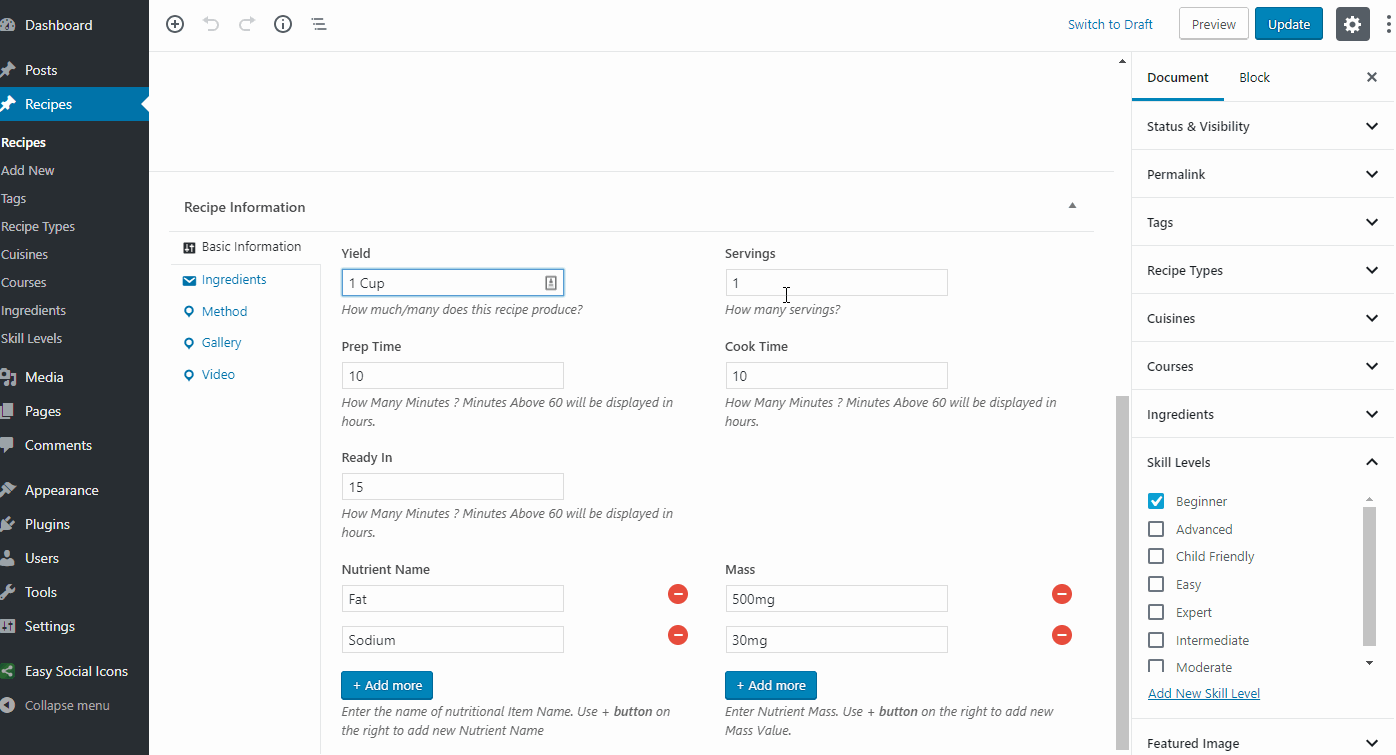 Dashboard
Posts
Recipes
Recipes
Add New
Tags
Recipe Types
Cuisines
Courses
Ingredients
Skill Levels
Media
Pages
Comments
Appearance
Plugins
Users
Tools
Settings
Easy Social Icons
Collapse menu
Switch to Draft
Preview
Update
Recipe Information
Basic Information
Ingredients
Method
Gallery
Video
Yield
1 Cup
How much/many does this recipe produce?
Servings
1
How many servings?
Prep Time
10
How Many Minutes ? Minutes Above 60 will be displayed in
hours.
Cook Time
10
How Many Minutes ? Minutes Above 60 will be displayed in
hours.
Ready In
15
How Many Minutes ? Minutes Above 60 will be displayed in
hours.
Nutrient Name
Fat
Sodium
+ Add more
Enter the name of nutritional Item Name. Use + button on
the right to add new Nutrient Name
Mass
500mg
30mg
+ Add more
Enter Nutrient Mass. Use + button on the right to add new
Mass Value.
Document
Block
Status & Visibility
Permalink
Tags
Recipe Types
Cuisines
Courses
Ingredients
Skill Levels
Beginner
Advanced
Child Friendly
Easy
Expert
Intermediate
Moderate
Add New Skill Level
Featured Image